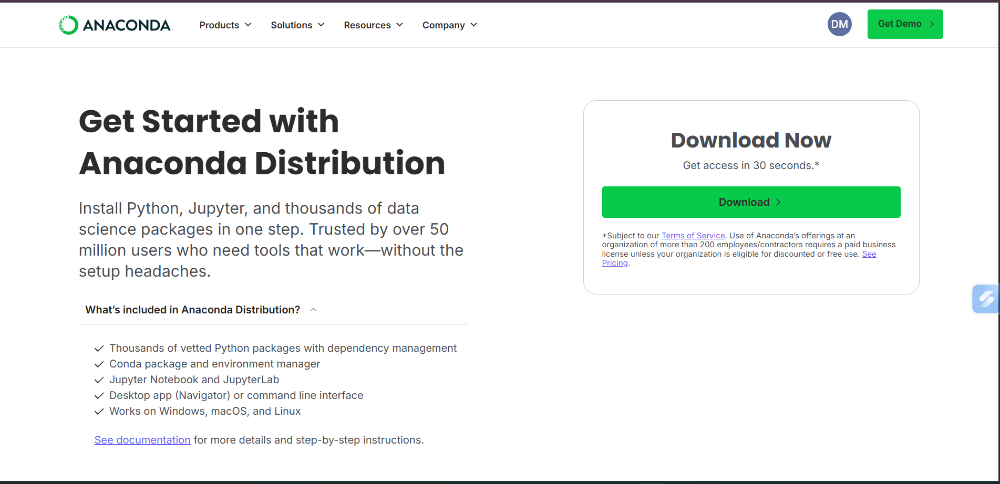 ANACONDA
Products
Solutions
Resources
Company
DM
Get Demo
Get Started with
Anaconda Distribution
Install Python, Jupyter, and thousands of data
science packages in one step. Trusted by over 50
million users who need tools that work—without the
setup headaches.
What’s included in Anaconda Distribution?
Thousands of vetted Python packages with dependency management
Conda package and environment manager
Jupyter Notebook and JupyterLab
Desktop app (Navigator) or command line interface
Works on Windows, macOS, and Linux
See documentation for more details and step-by-step instructions.
Download Now
Get access in 30 seconds.*
Download
*Subject to our Terms of Service. Use of Anaconda’s offerings at an
organization of more than 200 employees/contractors requires a paid business
license unless your organization is eligible for discounted or free use. See
Pricing.